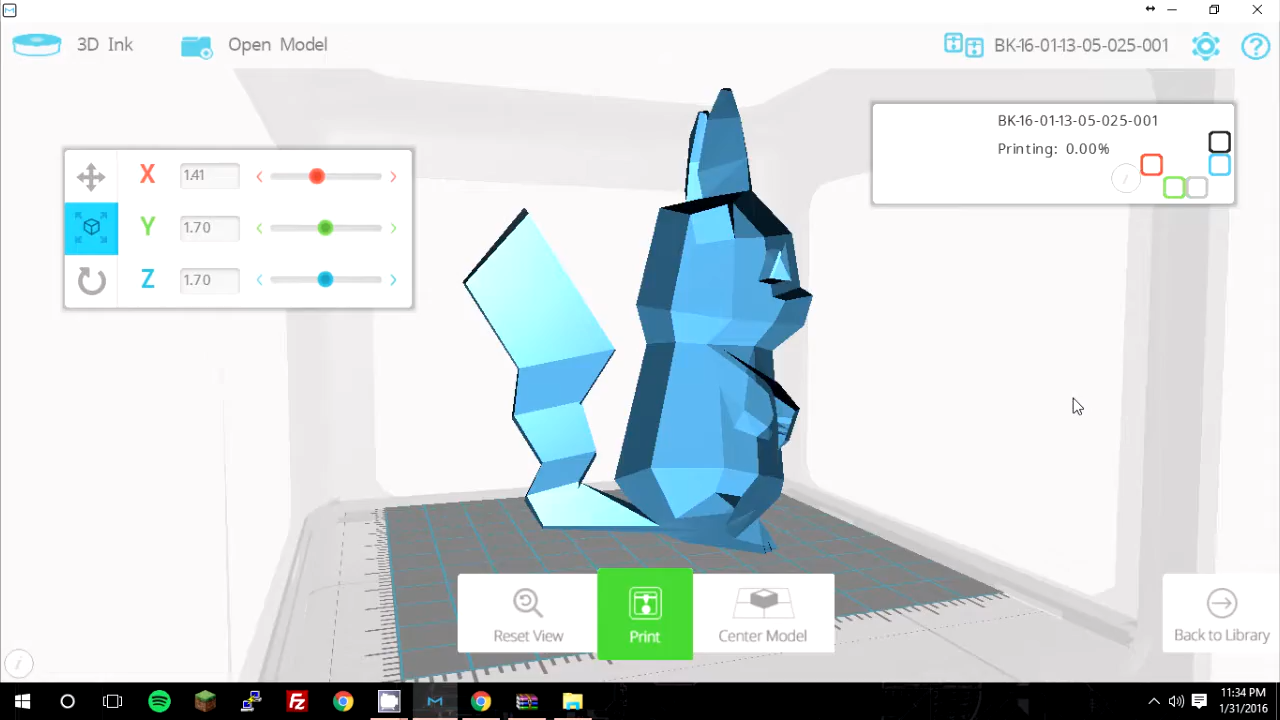 3D Ink
Open Model
BK-16-01-13-05-025-001
BK-16-01-13-05-025-001
Printing: 0.00%
X 1.41
Y 1.70
Z 1.70
Reset View
Print
Center Model
Back to Library
11:34 PM
1/31/2016